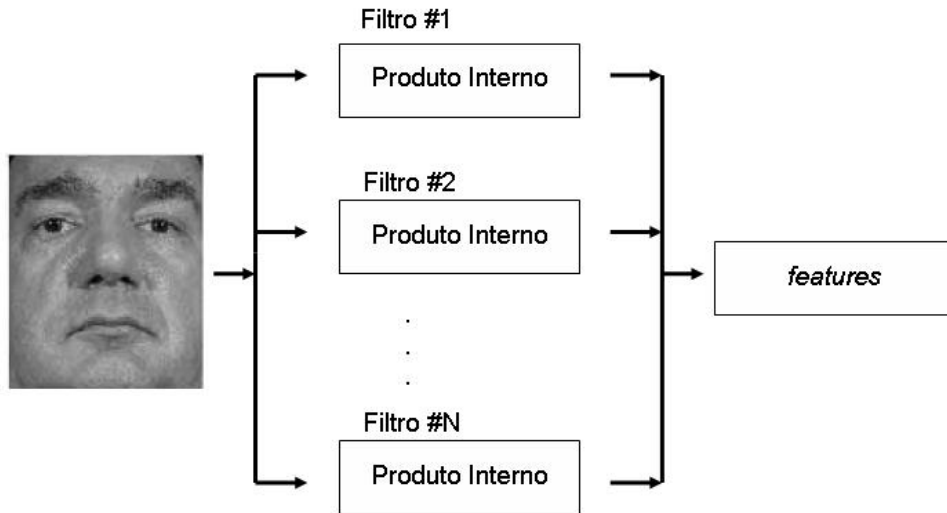 Filtro #1
Produto Interno
Filtro #2
Produto Interno
.
.
.
features
Filtro #N
Produto Interno